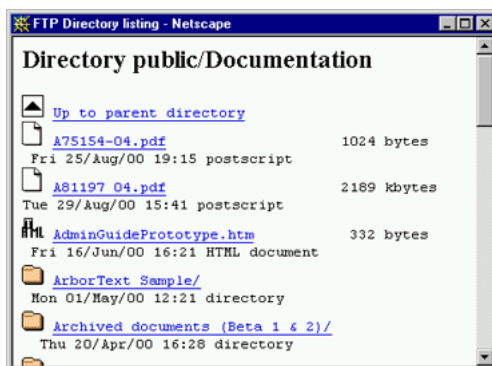 FTP Directory listing - Netscape
Directory public/Documentation
Up to parent directory
A75154-04.pdf 1024 bytes
Fri 25/Aug/00 19:15 postscript
A81197 04.pdf 2189 kbytes
Tue 29/Aug/00 15:41 postscript
HTML AdminGuidePrototype.htm 332 bytes
Fri 16/Jun/00 16:21 HTML document
ArborText Sample/
Mon 01/May/00 12:21 directory
Archived documents (Beta 1 & 2)/
Thu 20/Apr/00 16:28 directory